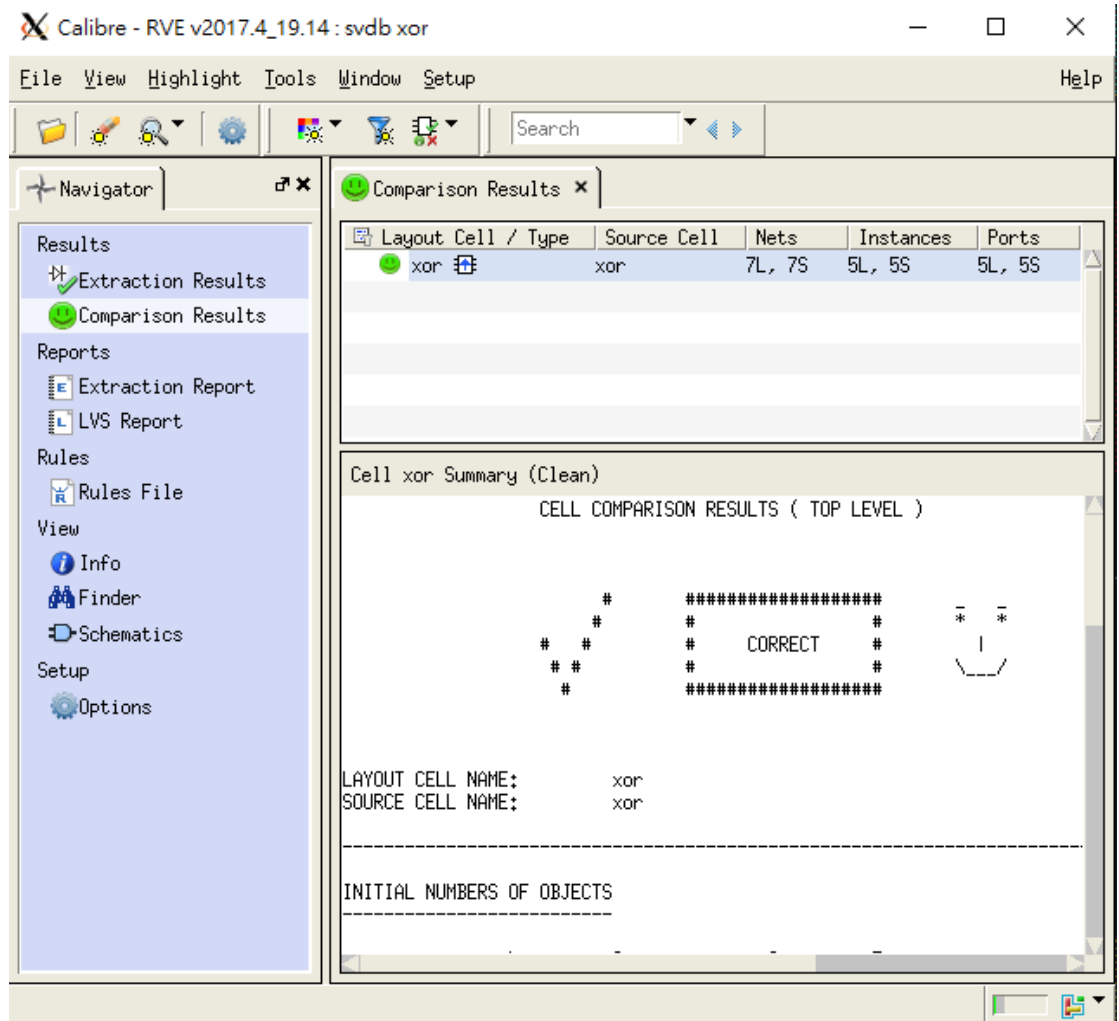 Calibre - RVE v2017.4_19.14 : svdb xor
File View Highlight Tools Window Setup Help
Search
Navigator
Comparison Results
Results
Extraction Results
Comparison Results
Reports
Extraction Report
LVS Report
Rules
Rules File
View
Info
Finder
Schematics
Setup
Options
Layout Cell / Type Source Cell Nets Instances Ports
xor xor 7L, 7S 5L, 5S 5L, 5S
Cell xor Summary (Clean)
CELL COMPARISON RESULTS ( TOP LEVEL )
# ################### _ _
# # # * *
# # # CORRECT # |
# # # # \___/
# ###################
LAYOUT CELL NAME: xor
SOURCE CELL NAME: xor
INITIAL NUMBERS OF OBJECTS